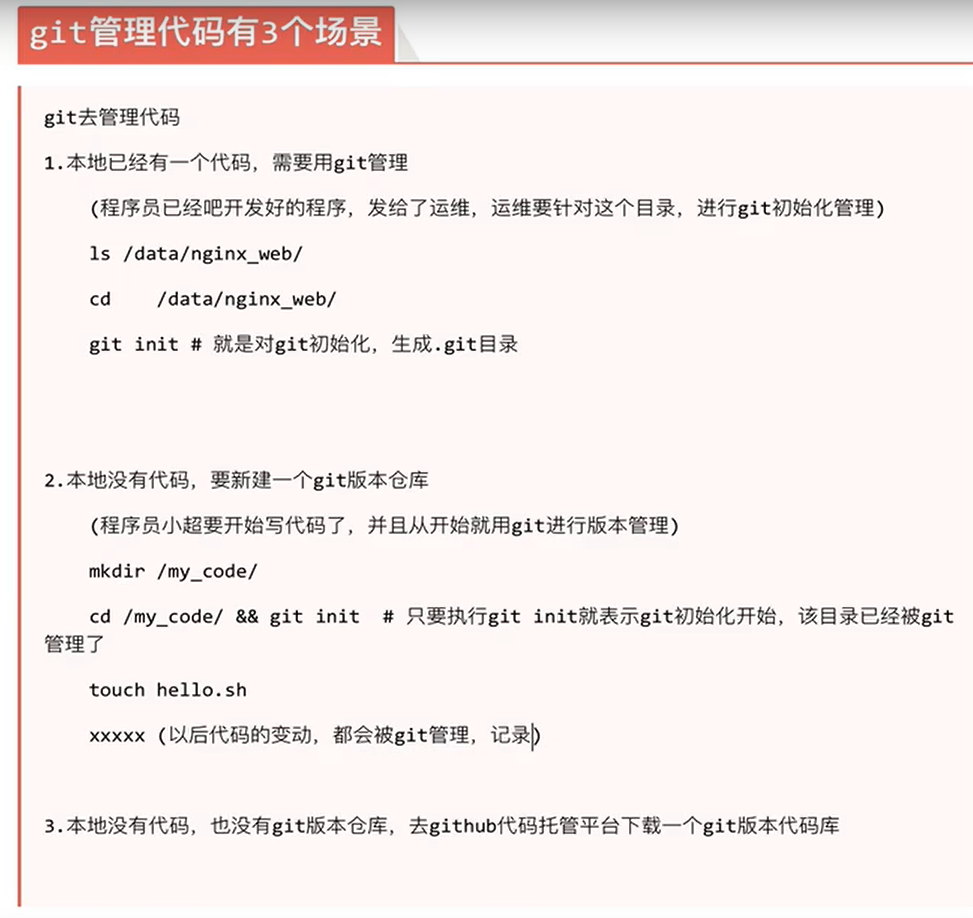 git管理代码有3个场景
git去管理代码
1.本地已经有一个代码，需要用git管理
(程序员已经吧开发好的程序，发给了运维，运维要针对这个目录，进行git初始化管理)
ls /data/nginx_web/
cd    /data/nginx_web/
git init # 就是对git初始化，生成.git目录
2.本地没有代码，要新建一个git版本仓库
(程序员小超要开始写代码了，并且从开始就用git进行版本管理)
mkdir /my_code/
cd /my_code/ && git init  # 只要执行git init就表示git初始化开始，该目录已经被git
管理了
touch hello.sh
xxxxx (以后代码的变动，都会被git管理，记录)
3.本地没有代码，也没有git版本仓库，去github代码托管平台下载一个git版本代码库